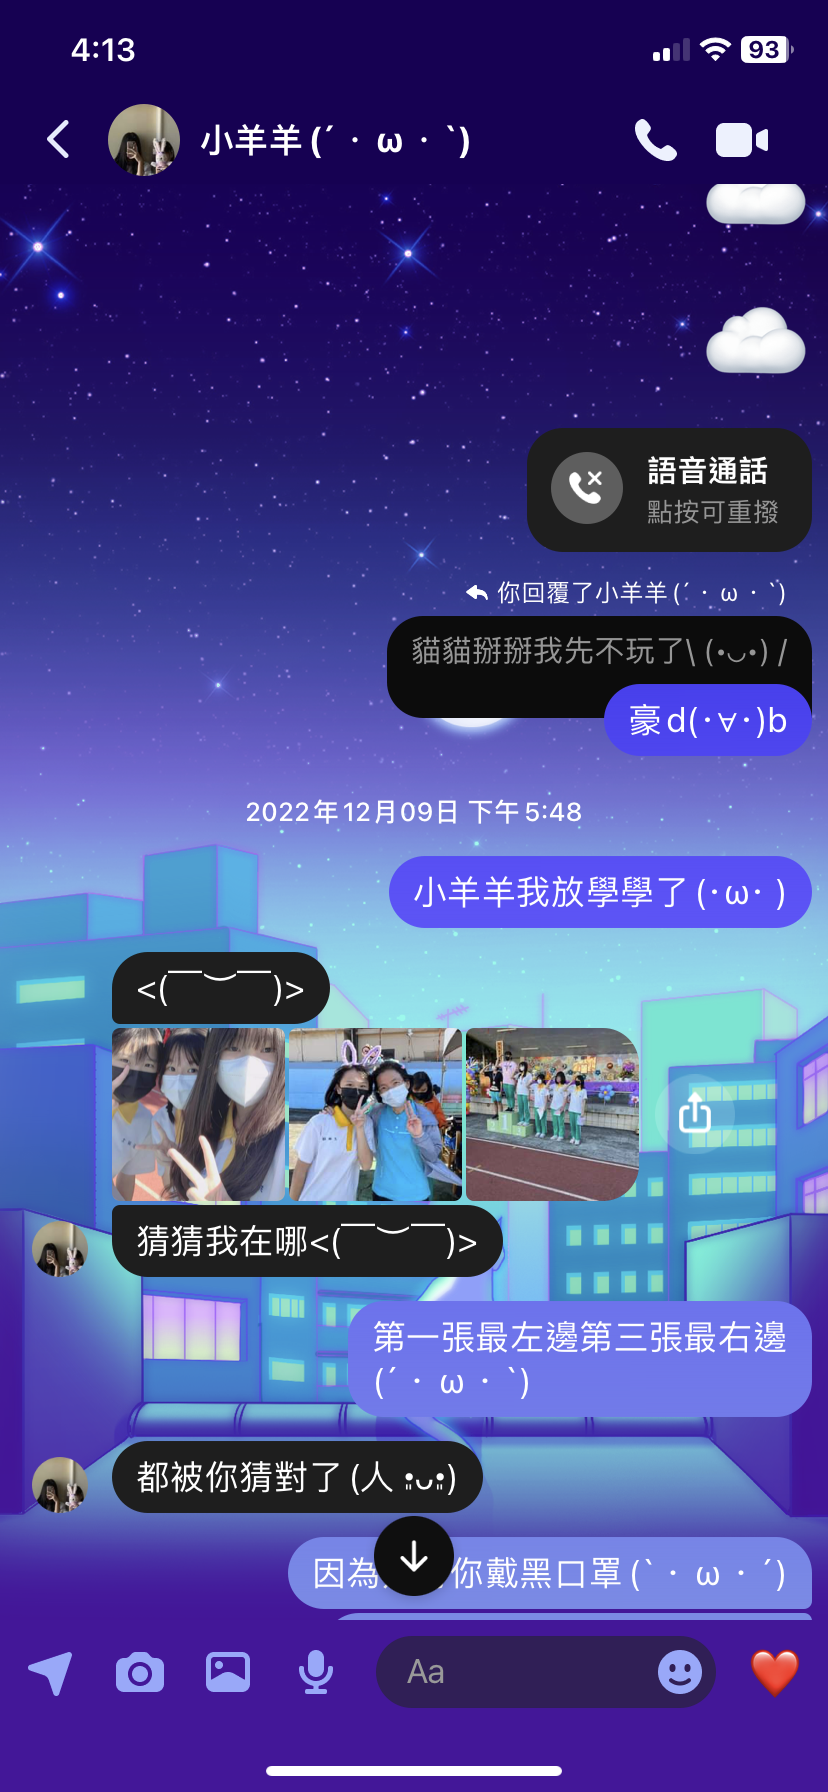 4:13
93
小羊羊 (´・ω・`)
語音通話
點按可重撥
你回覆了小羊羊 (´・ω・`)
貓貓掰掰我先不玩了\ (•◡•) /
豪 d(･∀･)b
2022年12月09日 下午5:48
小羊羊我放學學了 (･ω･ )
<(￣︶￣)>
1
猜猜我在哪<(￣︶￣)>
第一張最左邊第三張最右邊
(´・ω・`)
都被你猜對了 (人 •ᴗ•)
因為 你戴黑口罩 (`・ω・´)
Aa